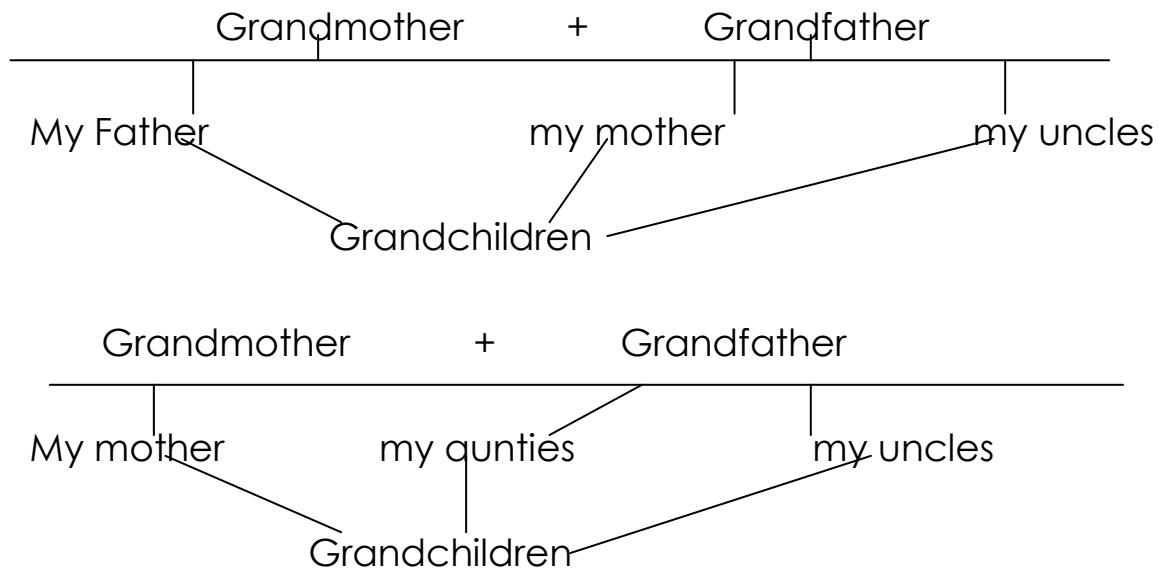 Grandmother + Grandfather
My Father my mother my uncles
Grandchildren
Grandmother + Grandfather
My mother my aunties my uncles
Grandchildren